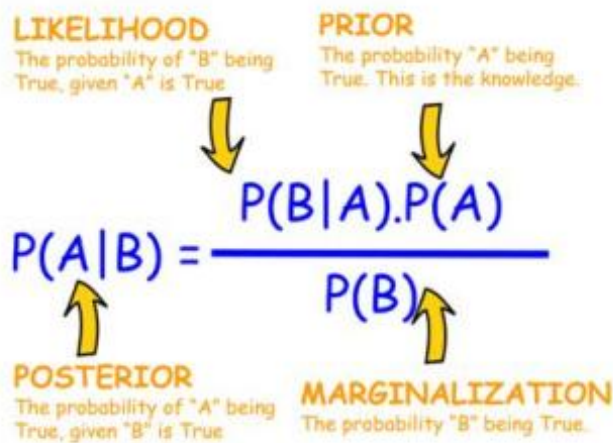 LIKELIHOOD
The probability of "B" being
True, given "A" is True
PRIOR
The probability "A" being
True. This is the knowledge.
P(B|A).P(A)
P(A|B) =
P(B)
POSTERIOR
The probability of "A" being
True, given "B" is True
MARGINALIZATION
The probability "B" being True.